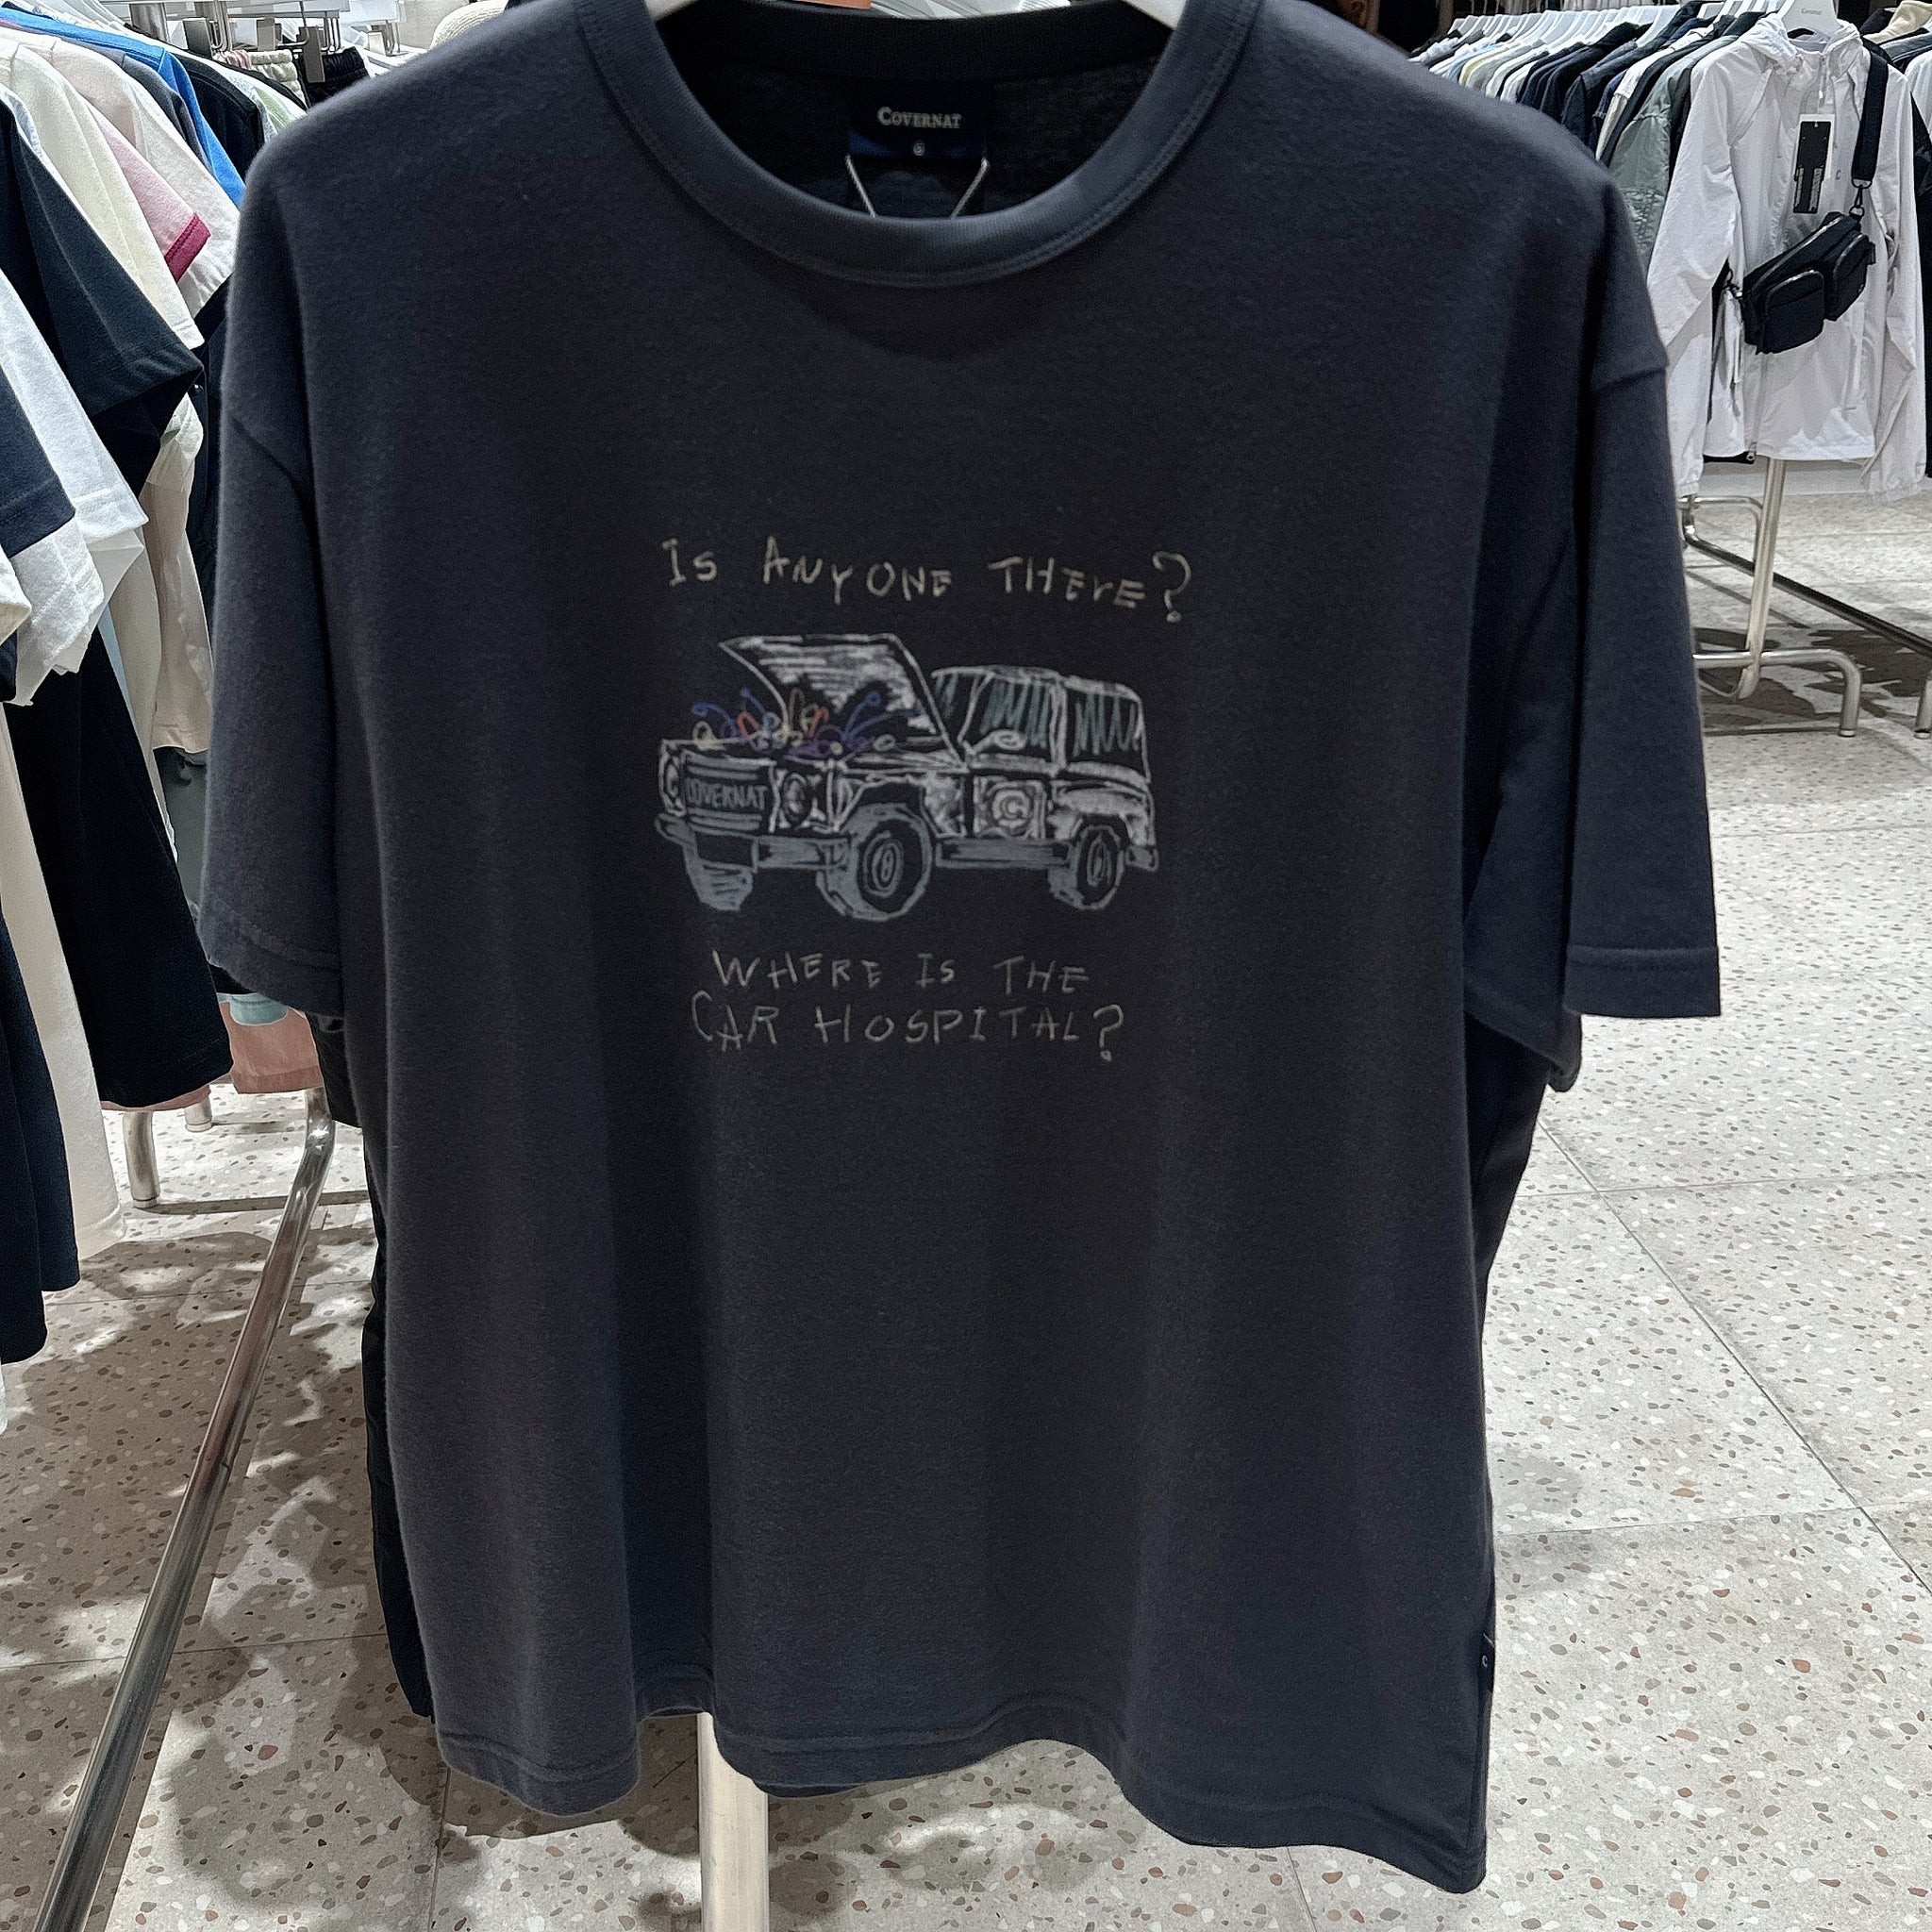 COVERNAT
IS ANYONE THERE?
COVERNAT
C
WHERE IS THE
CAR HOSPITAL?